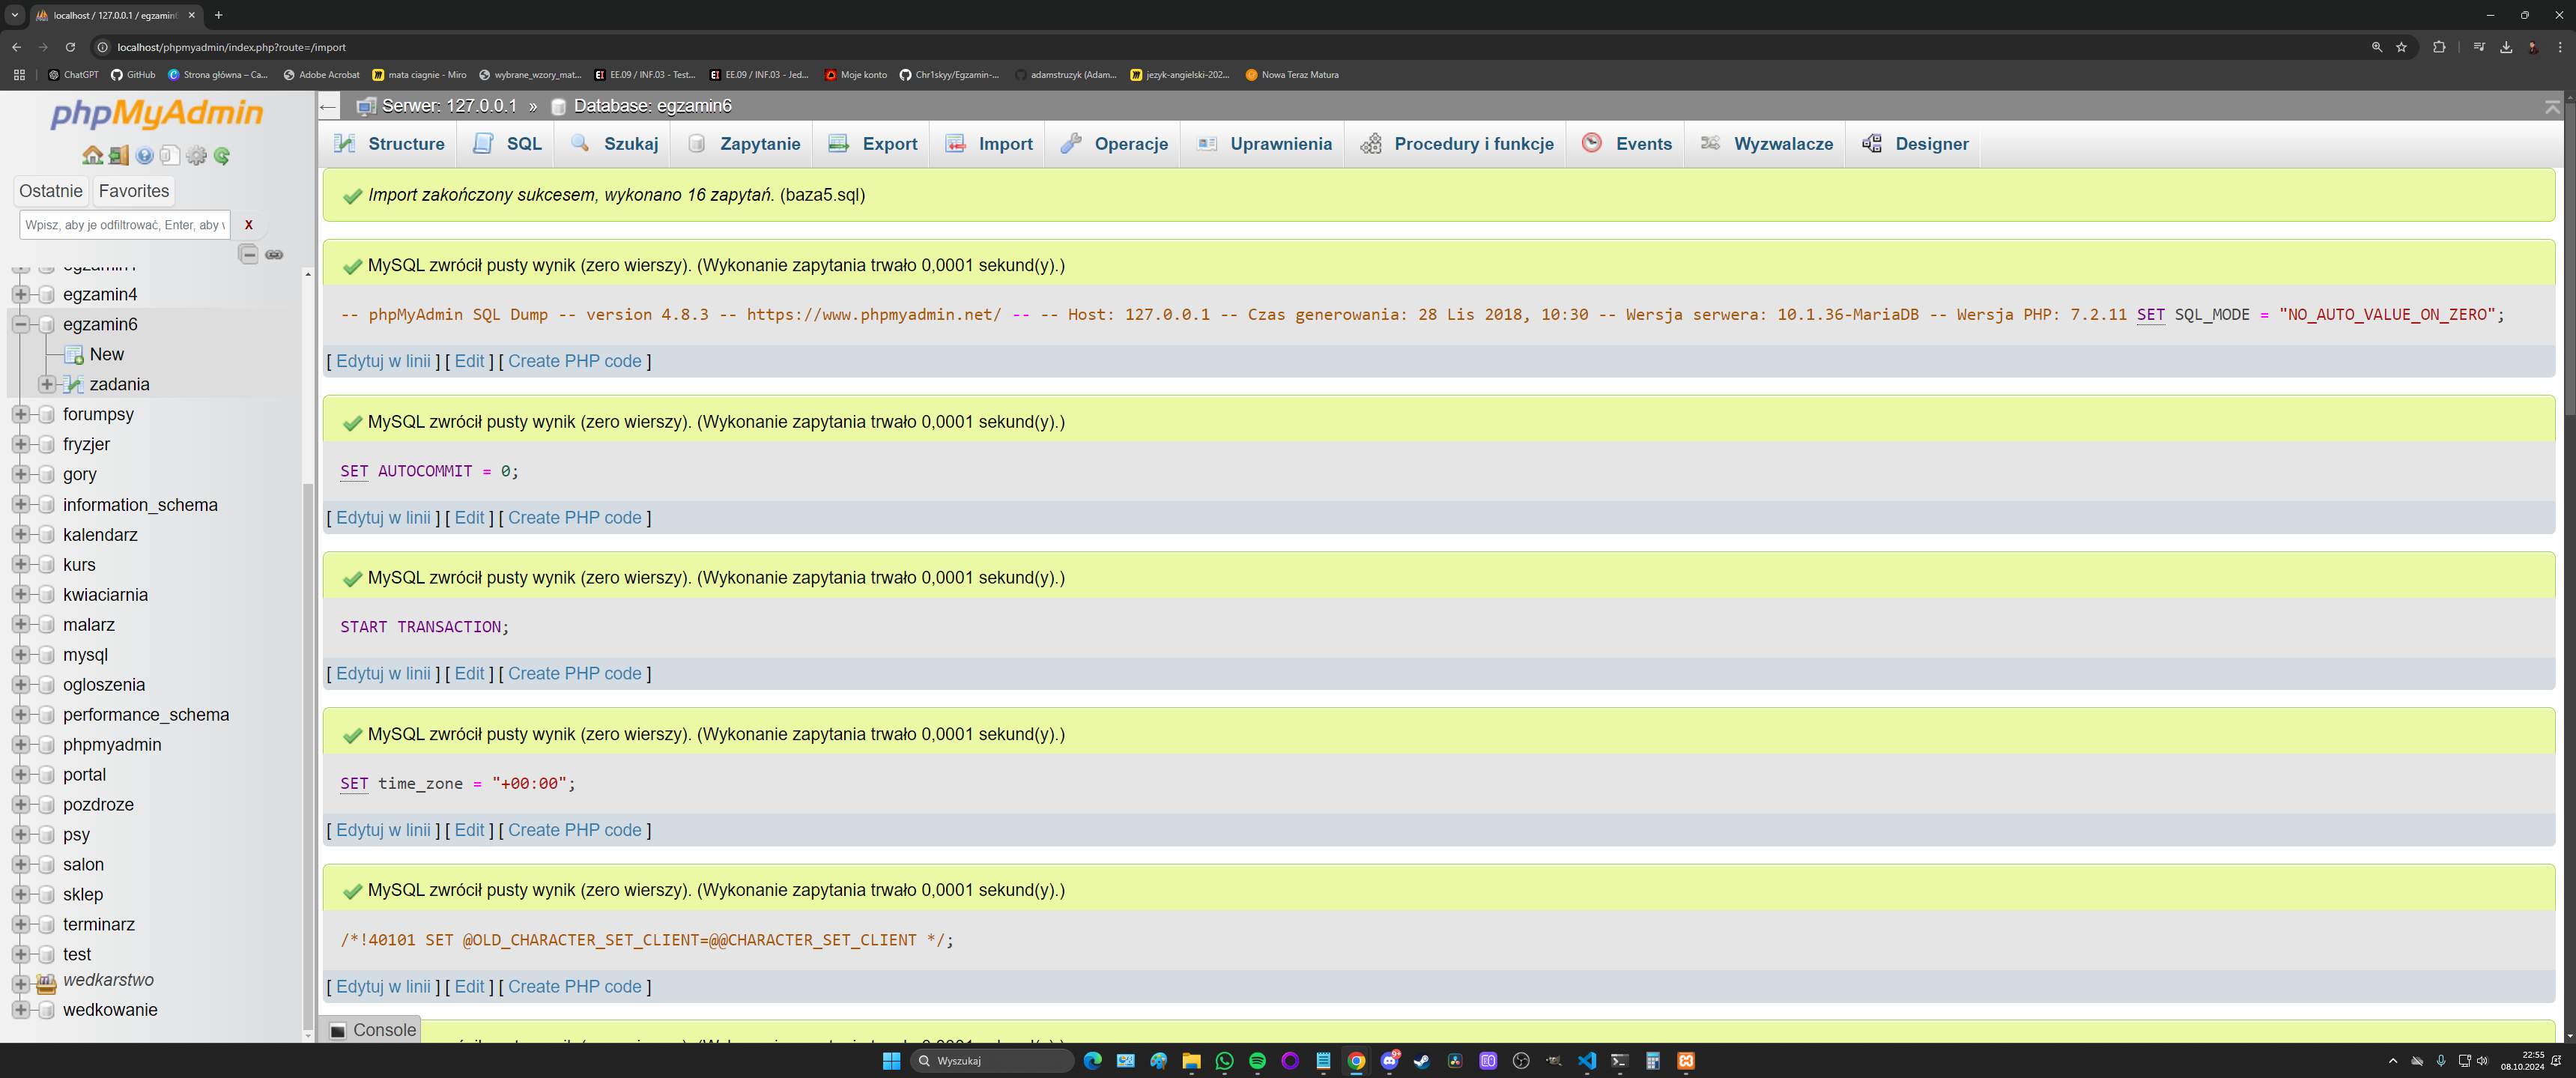 localhost / 127.0.0.1 / egzamin6
localhost/phpmyadmin/index.php?route=/import
ChatGPT
GitHub
Strona główna – Ca...
Adobe Acrobat
mata ciagnie - Miro
wybrane_wzory_mat...
EE.09 / INF.03 - Test...
EE.09 / INF.03 - Jed...
Moje konto
Chr1skyy/Egzamin-...
adamstruzyk (Adam...
jezyk-angielski-202...
Nowa Teraz Matura
phpMyAdmin
Ostatnie
Favorites
Wpisz, aby je odfiltrować, Enter, aby
X
egzamin4
egzamin6
New
zadania
forumpsy
fryzjer
gory
information_schema
kalendarz
kurs
kwiaciarnia
malarz
mysql
ogloszenia
performance_schema
phpmyadmin
portal
pozdroze
psy
salon
sklep
terminarz
test
wedkarstwo
wedkowanie
Serwer: 127.0.0.1 » Database: egzamin6
Structure
SQL
Szukaj
Zapytanie
Export
Import
Operacje
Uprawnienia
Procedury i funkcje
Events
Wyzwalacze
Designer
Import zakończony sukcesem, wykonano 16 zapytań. (baza5.sql)
MySQL zwrócił pusty wynik (zero wierszy). (Wykonanie zapytania trwało 0,0001 sekund(y).)
-- phpMyAdmin SQL Dump -- version 4.8.3 -- https://www.phpmyadmin.net/ -- -- Host: 127.0.0.1 -- Czas generowania: 28 Lis 2018, 10:30 -- Wersja serwera: 10.1.36-MariaDB -- Wersja PHP: 7.2.11 SET SQL_MODE = "NO_AUTO_VALUE_ON_ZERO";
[ Edytuj w linii ] [ Edit ] [ Create PHP code ]
MySQL zwrócił pusty wynik (zero wierszy). (Wykonanie zapytania trwało 0,0001 sekund(y).)
SET AUTOCOMMIT = 0;
[ Edytuj w linii ] [ Edit ] [ Create PHP code ]
MySQL zwrócił pusty wynik (zero wierszy). (Wykonanie zapytania trwało 0,0001 sekund(y).)
START TRANSACTION;
[ Edytuj w linii ] [ Edit ] [ Create PHP code ]
MySQL zwrócił pusty wynik (zero wierszy). (Wykonanie zapytania trwało 0,0001 sekund(y).)
SET time_zone = "+00:00";
[ Edytuj w linii ] [ Edit ] [ Create PHP code ]
MySQL zwrócił pusty wynik (zero wierszy). (Wykonanie zapytania trwało 0,0001 sekund(y).)
/*!40101 SET @OLD_CHARACTER_SET_CLIENT=@@CHARACTER_SET_CLIENT */;
[ Edytuj w linii ] [ Edit ] [ Create PHP code ]
Console
Wyszukaj
22:55
08.10.2024